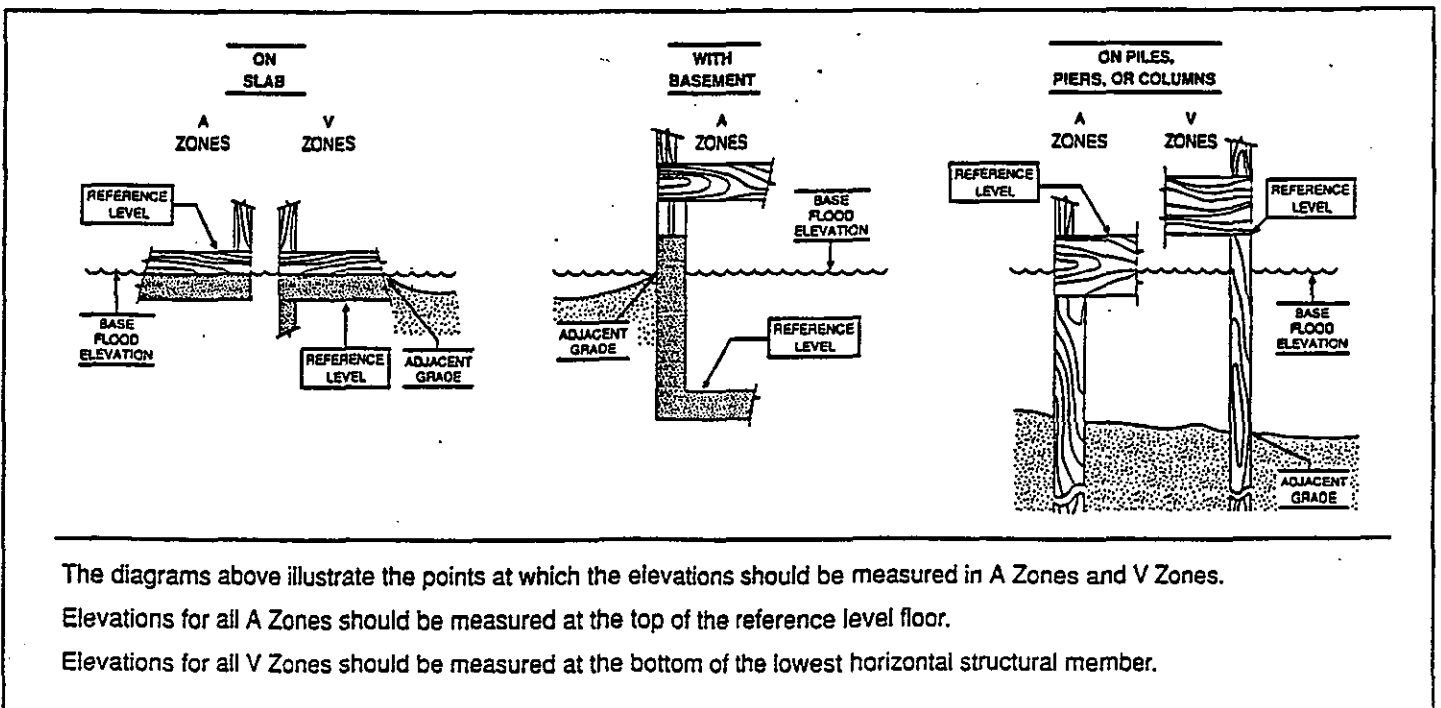 ON
SLAB
A
ZONES
V
ZONES
REFERENCE
LEVEL
BASE
FLOOD
ELEVATION
REFERENCE
LEVEL
ADJACENT
GRADE
WITH
BASEMENT
A
ZONES
BASE
FLOOD
ELEVATION
ADJACENT
GRADE
REFERENCE
LEVEL
ON PILES,
PIERS, OR COLUMNS
A
ZONES
V
ZONES
REFERENCE
LEVEL
REFERENCE
LEVEL
BASE
FLOOD
ELEVATION
ADJACENT
GRADE
The diagrams above illustrate the points at which the elevations should be measured in A Zones and V Zones.
Elevations for all A Zones should be measured at the top of the reference level floor.
Elevations for all V Zones should be measured at the bottom of the lowest horizontal structural member.